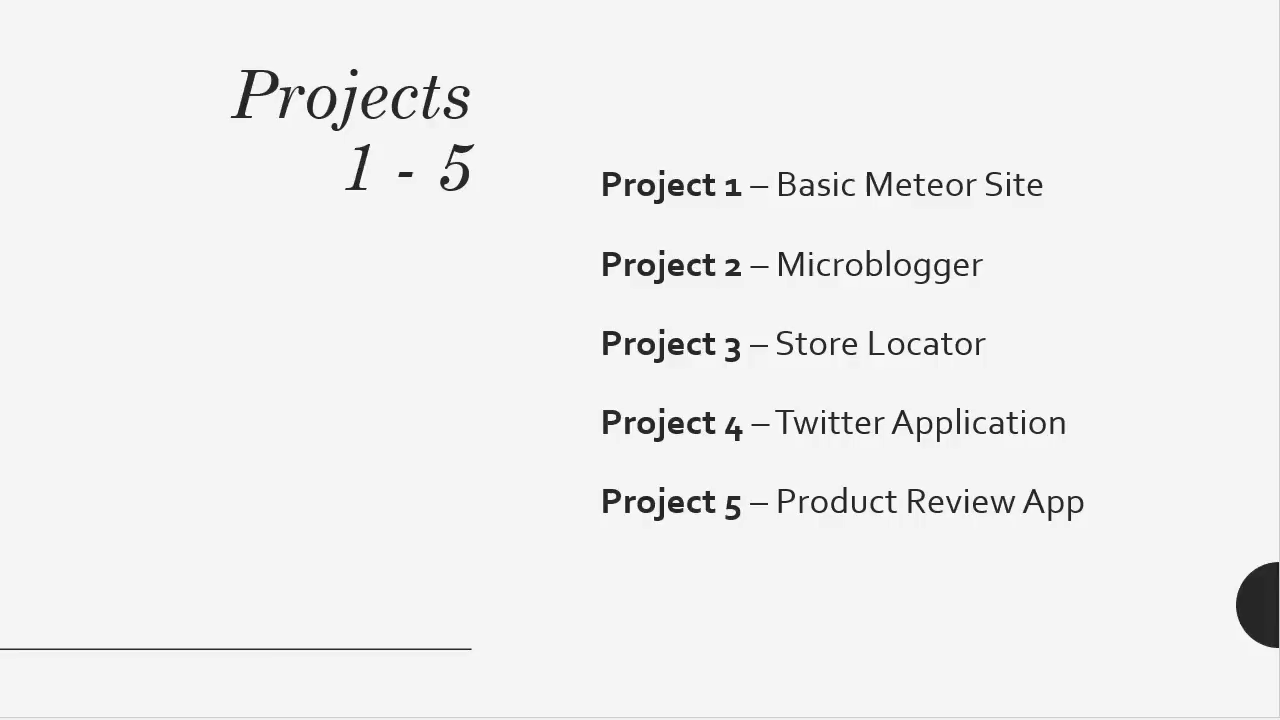 Projects
1 - 5
Project 1 – Basic Meteor Site
Project 2 – Microblogger
Project 3 – Store Locator
Project 4 – Twitter Application
Project 5 – Product Review App